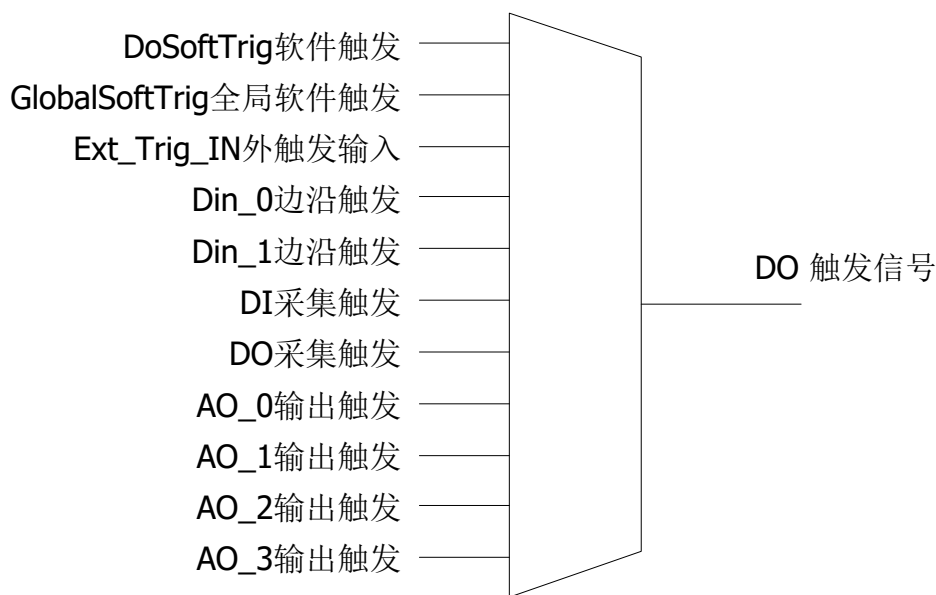 DoSoftTrig软件触发
GlobalSoftTrig全局软件触发
Ext_Trig_IN外触发输入
Din_0边沿触发
Din_1边沿触发
DI采集触发
DO采集触发
AO_0输出触发
AO_1输出触发
AO_2输出触发
AO_3输出触发
DO 触发信号